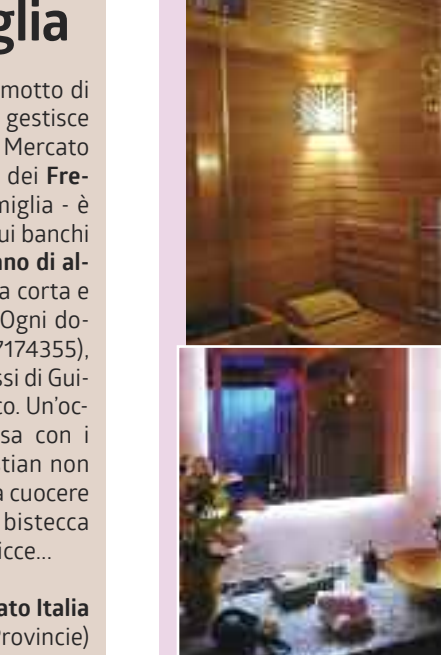 glia
motto di
gestisce
Mercato
dei Fre-
miglia - è
ui banchi
ano di al-
a corta e
Ogni do-
7174355),
ssi di Gui-
to. Un'oc-
sa con i
tian non
a cuocere
bistecca
icce...
ato Italia
Provincie)